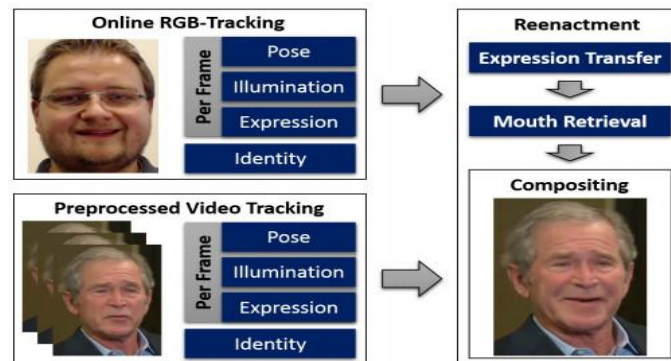 Online RGB-Tracking
Per Frame
Pose
Illumination
Expression
Identity
Preprocessed Video Tracking
Per Frame
Pose
Illumination
Expression
Identity
Reenactment
Expression Transfer
Mouth Retrieval
Compositing